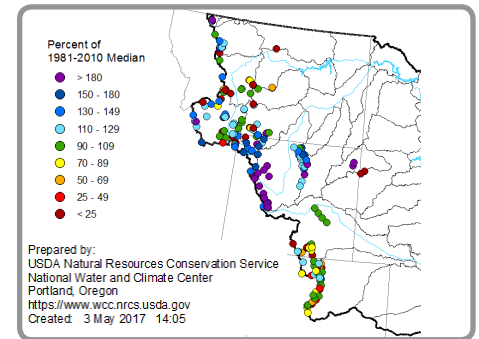 Percent of
1981-2010 Median
> 180
150 - 180
130 - 149
110 - 129
90 - 109
70 - 89
50 - 69
25 - 49
< 25
Prepared by:
USDA Natural Resources Conservation Service
National Water and Climate Center
Portland, Oregon
https://www.wcc.nrcs.usda.gov
Created: 3 May 2017 14:05